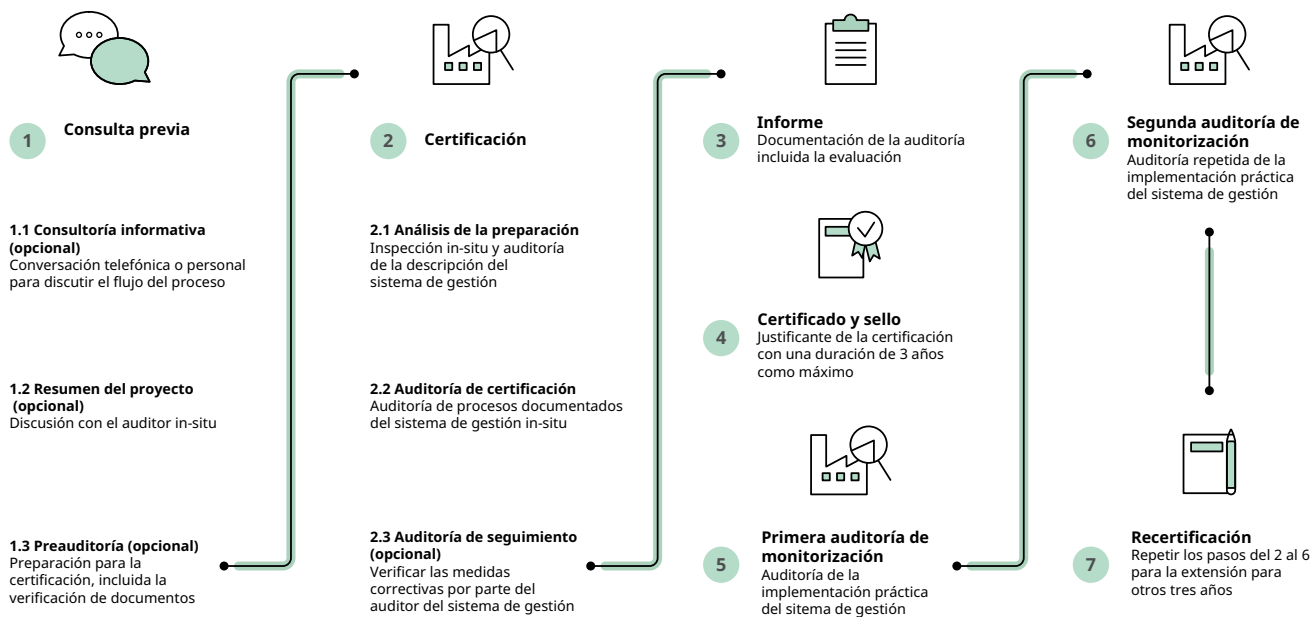 1
Consulta previa
1.1 Consultoría informativa
(opcional)
Conversación telefónica o personal
para discutir el flujo del proceso
1.2 Resumen del proyecto
(opcional)
Discusión con el auditor in-situ
1.3 Preauditoría (opcional)
Preparación para la
certificación, incluida la
verificación de documentos
2
Certificación
2.1 Análisis de la preparación
Inspección in-situ y auditoría
de la descripción del
sistema de gestión
2.2 Auditoría de certificación
Auditoría de procesos documentados
del sistema de gestión in-situ
2.3 Auditoría de seguimiento
(opcional)
Verificar las medidas
correctivas por parte del
auditor del sistema de gestión
3
Informe
Documentación de la auditoría
incluida la evaluación
4
Certificado y sello
Justificante de la certificación
con una duración de 3 años
como máximo
5
Primera auditoría de
monitorización
Auditoría de la
implementación práctica
del sitema de gestión
6
Segunda auditoría de
monitorización
Auditoría repetida de la
implementación práctica
del sistema de gestión
7
Recertificación
Repetir los pasos del 2 al 6
para la extensión para
otros tres años